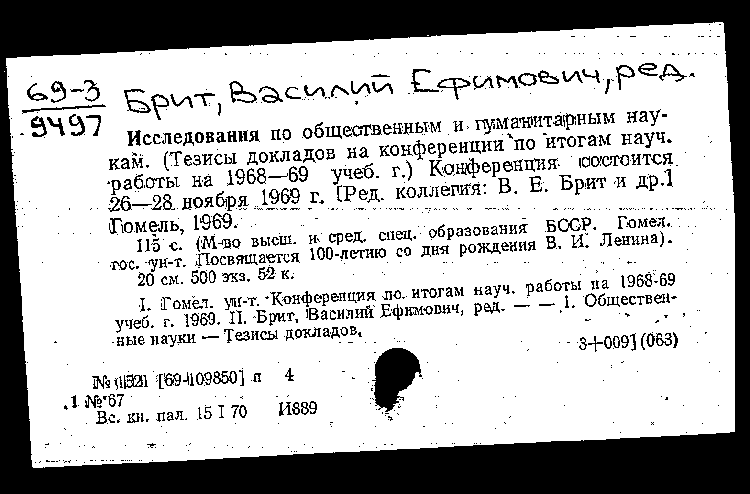 69-3
9497
Брит, Василий Ефимович, ред.
Исследования по общественным и гуманитарным нау-
кам. (Тезисы докладов на конференции по итогам науч.
работы на 1968—69 учеб. г.) Конференция состоится
26—28 ноября 1969 г. [Ред. коллегия: В. Е. Брит и др.]
Гомель, 1969.
115 с. (М-во высш. и сред. спец. образования БССР. Гомел.
гос. ун-т. Посвящается 100-летию со дня рождения В. И. Ленина).
20 см. 500 экз. 52 к.
I. Гомел. ун-т. Конференция по итогам науч. работы на 1968-69
учеб. г. 1969. II. Брит, Василий Ефимович, ред. — — 1. Обществен-
ные науки — Тезисы докладов.
3+009](063)
[69-109850] п 4
1 № 67
Вс. кн. пал. 15 I 70 И889